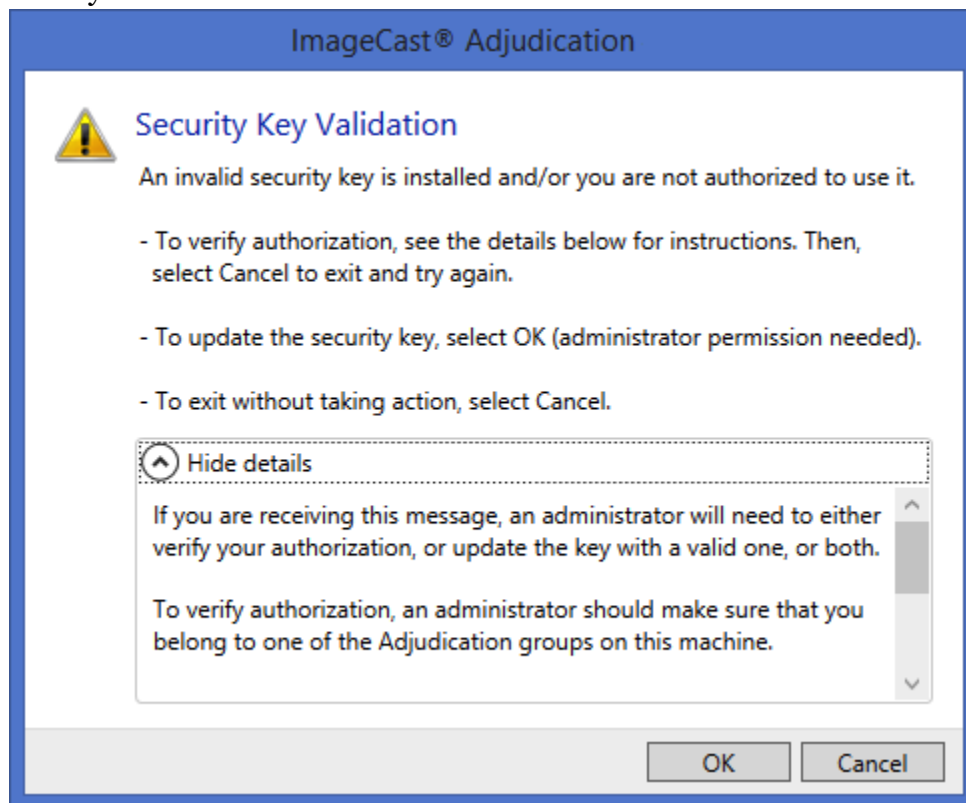 ImageCast® Adjudication
Security Key Validation
An invalid security key is installed and/or you are not authorized to use it.
- To verify authorization, see the details below for instructions. Then,
select Cancel to exit and try again.
- To update the security key, select OK (administrator permission needed).
- To exit without taking action, select Cancel.
Hide details
If you are receiving this message, an administrator will need to either
verify your authorization, or update the key with a valid one, or both.
To verify authorization, an administrator should make sure that you
belong to one of the Adjudication groups on this machine.
OK
Cancel